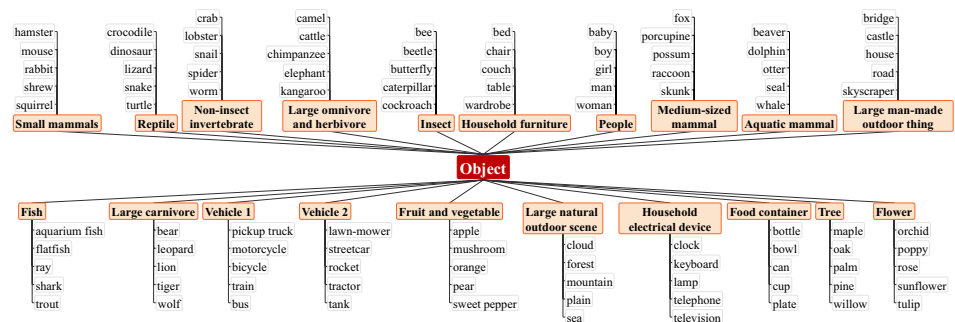 hamster
mouse
rabbit
shrew
squirrel
Small mammals
crocodile
dinosaur
lizard
snake
turtle
Reptile
crab
lobster
snail
spider
worm
Non-insect
invertebrate
camel
cattle
chimpanzee
elephant
kangaroo
Large omnivore
and herbivore
bee
beetle
butterfly
caterpillar
cockroach
Insect
bed
chair
couch
table
wardrobe
Household furniture
baby
boy
girl
man
woman
People
fox
porcupine
possum
raccoon
skunk
Medium-sized
mammal
beaver
dolphin
otter
seal
whale
Aquatic mammal
bridge
castle
house
road
skyscraper
Large man-made
outdoor thing
Object
Fish
aquarium fish
flatfish
ray
shark
trout
Large carnivore
bear
leopard
lion
tiger
wolf
Vehicle 1
pickup truck
motorcycle
bicycle
train
bus
Vehicle 2
lawn-mower
streetcar
rocket
tractor
tank
Fruit and vegetable
apple
mushroom
orange
pear
sweet pepper
Large natural
outdoor scene
cloud
forest
mountain
plain
sea
Household
electrical device
clock
keyboard
lamp
telephone
television
Food container
bottle
bowl
can
cup
plate
Tree
maple
oak
palm
pine
willow
Flower
orchid
poppy
rose
sunflower
tulip